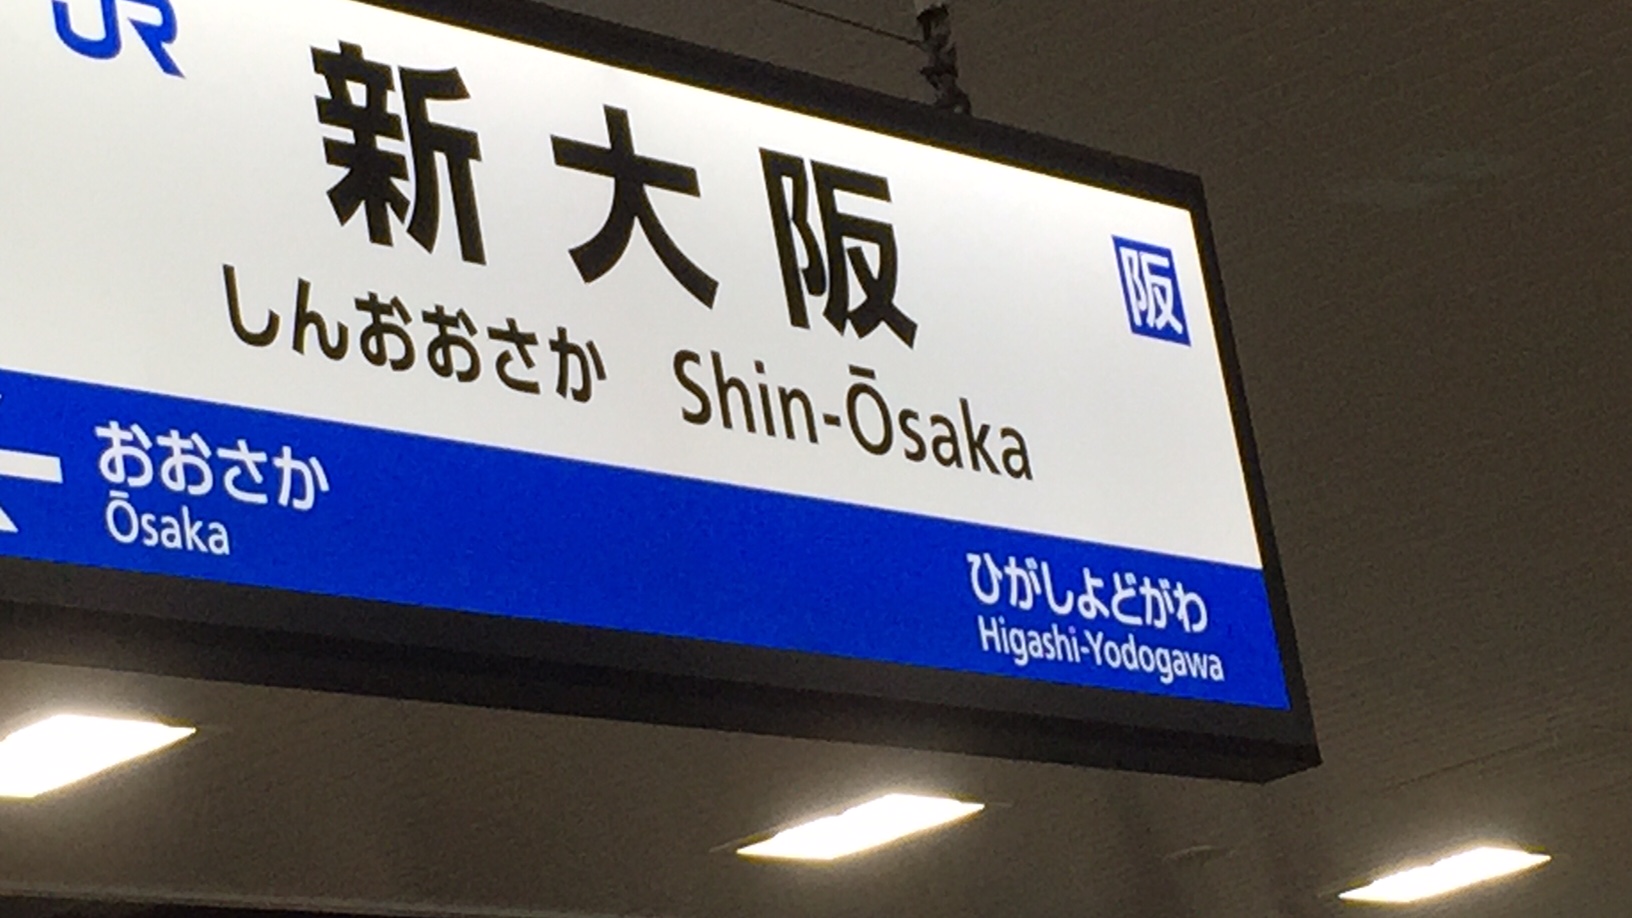 JR
新大阪
阪
しんおおさか Shin-Ōsaka
おおさか
Ōsaka
ひがしよどがわ
Higashi-Yodogawa